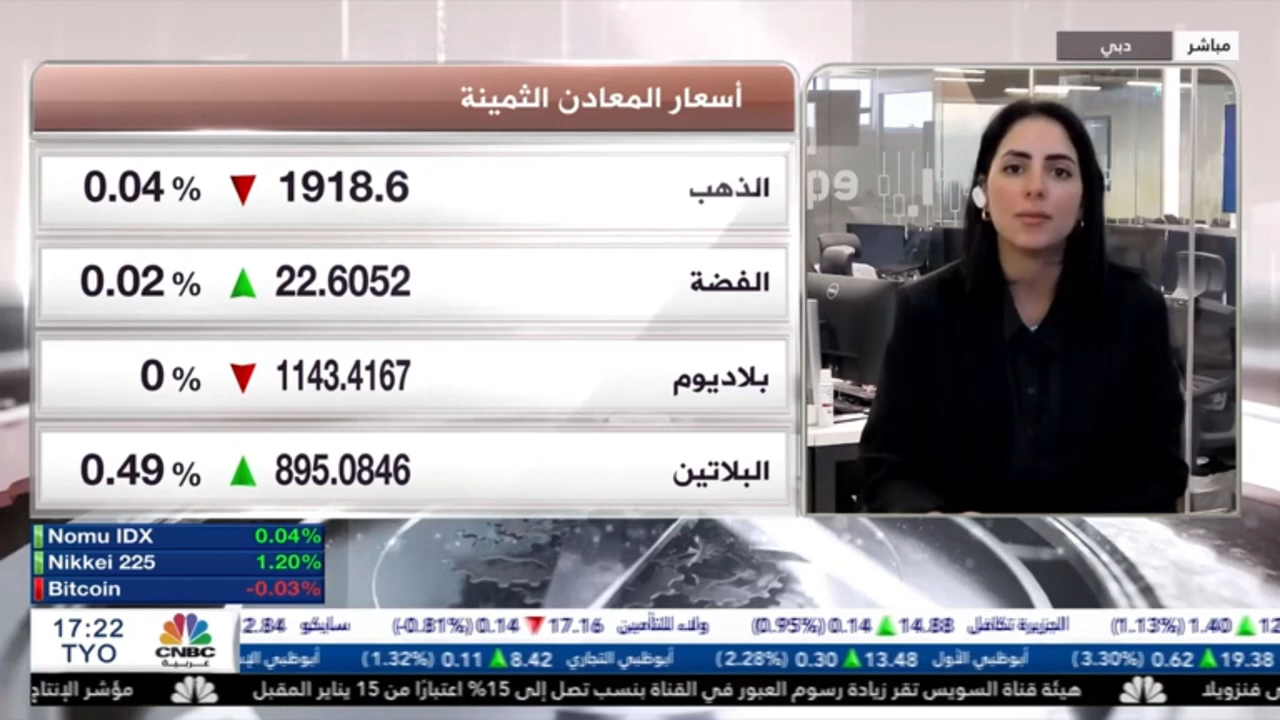 مباشر دبي
أسعار المعادن الثمينة
الذهب 1918.6 ▼ 0.04 %
الفضة 22.6052 ▲ 0.02 %
بلاديوم 1143.4167 ▼ 0 %
البلاتين 895.0846 ▲ 0.49 %
Nomu IDX 0.04%
Nikkei 225 1.20%
Bitcoin -0.03%
17:22
TYO
CNBC
عربية
1.40 (1.13%) الجزيرة تكافل 14.88 ▲ 0.14 (0.95%) ولاء للتأمين 17.16 ▼ 0.14 (-0.81%) سايكو 2.84
19.38 ▲ 0.62 (3.30%) أبوظبي الأول 13.48 ▲ 0.30 (2.28%) أبوظبي التجاري 8.42 ▲ 0.11 (1.32%) أبوظبي
فنزويلا هيئة قناة السويس تقر زيادة رسوم العبور في القناة بنسب تصل إلى 15% اعتبارًا من 15 يناير المقبل مؤشر الإنتاج